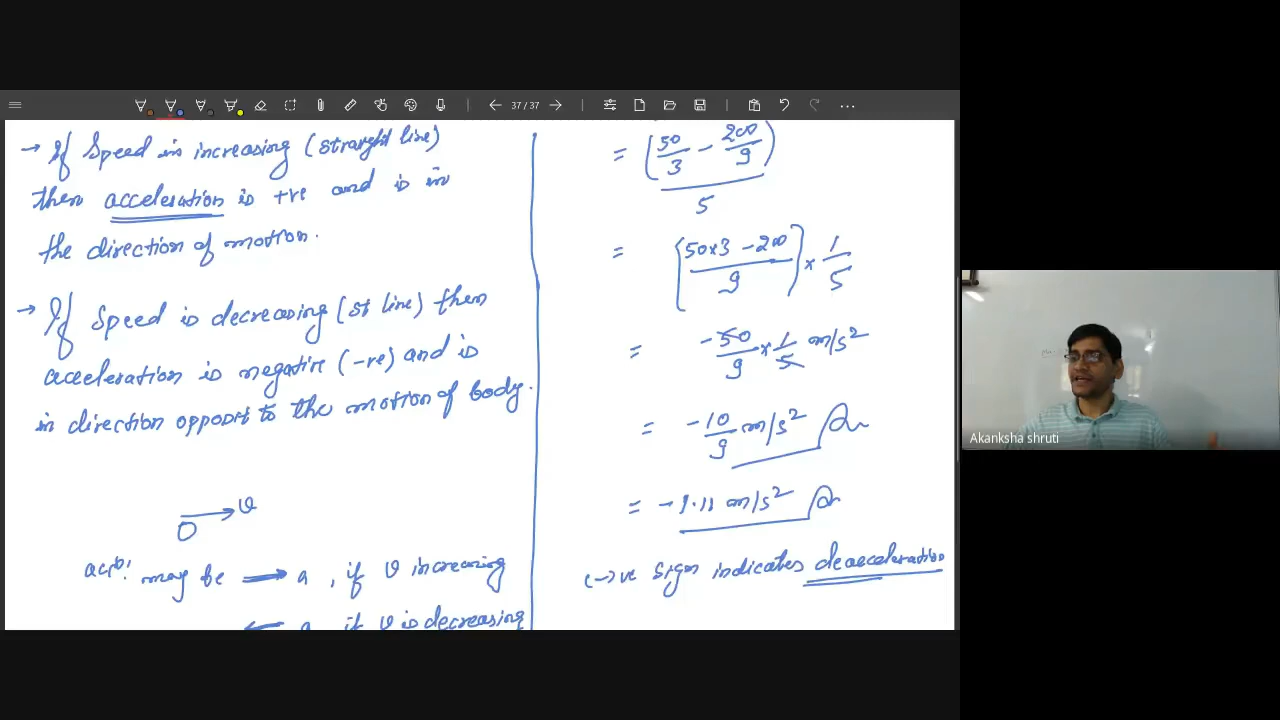 37 / 37
→ If Speed is increasing (straight line)
then acceleration is +ve and is in
the direction of motion.
→ If Speed is decreasing (st line) then
acceleration is negative (-ve) and is
in direction opposit to the motion of body.
v
accn: may be → a, if v increasing
← a, if v is decreasing
= (50/3 - 200/9) / 5
= [(50×3 - 200)/9] × 1/5
= -50/9 × 1/5 m/s²
= -10/9 m/s²
= -1.11 m/s²
(-)ve sign indicates deacceleration
Akanksha shruti